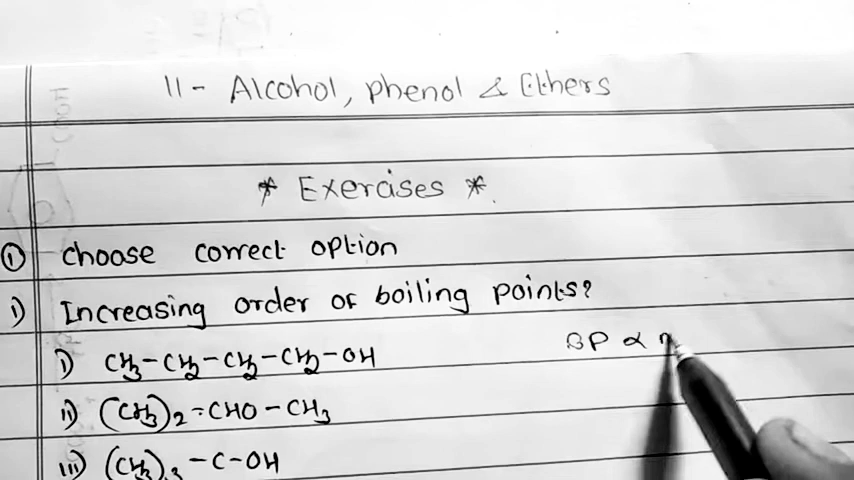 11 - Alcohol, phenol & Ethers
* Exercises *
① choose correct option
i) Increasing order of boiling points?
BP ∝
i) CH3-CH2-CH2-CH2-OH
ii) (CH3)2=CHO-CH3
iii) (CH3)3-C-OH